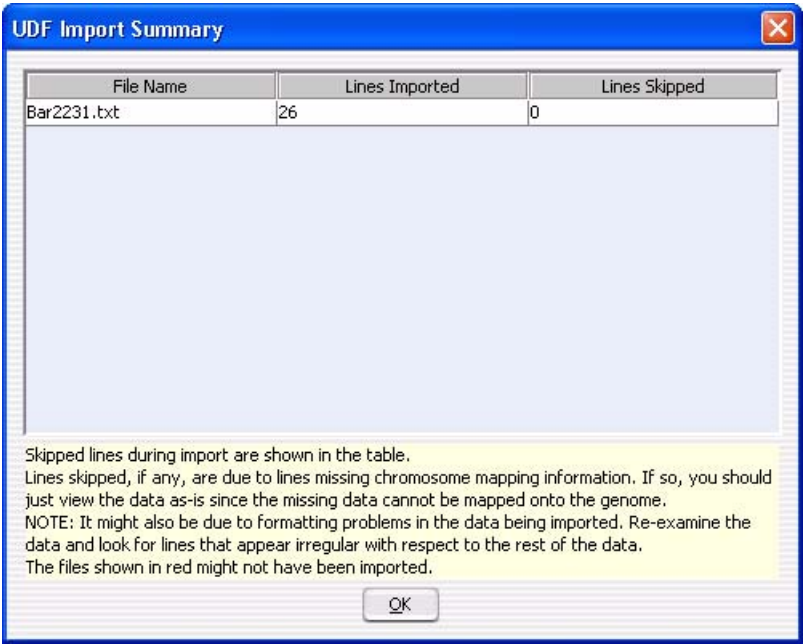 UDF Import Summary
File Name Lines Imported Lines Skipped
Bar2231.txt 26 0
Skipped lines during import are shown in the table.
Lines skipped, if any, are due to lines missing chromosome mapping information. If so, you should
just view the data as-is since the missing data cannot be mapped onto the genome.
NOTE: It might also be due to formatting problems in the data being imported. Re-examine the
data and look for lines that appear irregular with respect to the rest of the data.
The files shown in red might not have been imported.
OK